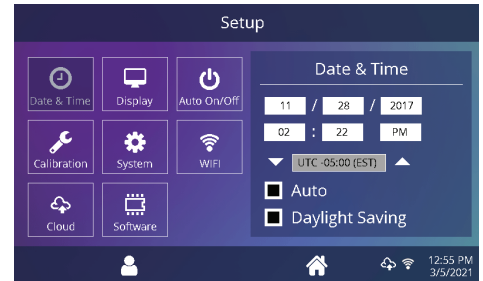 Setup
Date & Time
Display
Auto On/Off
Calibration
System
WIFI
Cloud
Software
Date & Time
11 / 28 / 2017
02 : 22 PM
UTC -05:00 (EST)
Auto
Daylight Saving
12:55 PM
3/5/2021